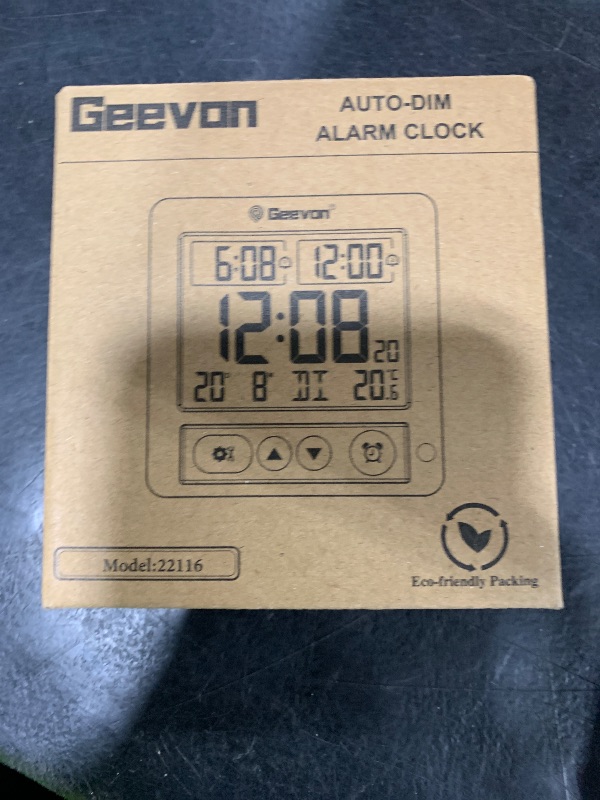 Geevon
AUTO-DIM
ALARM CLOCK
Geevon
6:08 12:00
12:08 20
20 8 DI 20.6 °C
Model:22116
Eco-friendly Packing